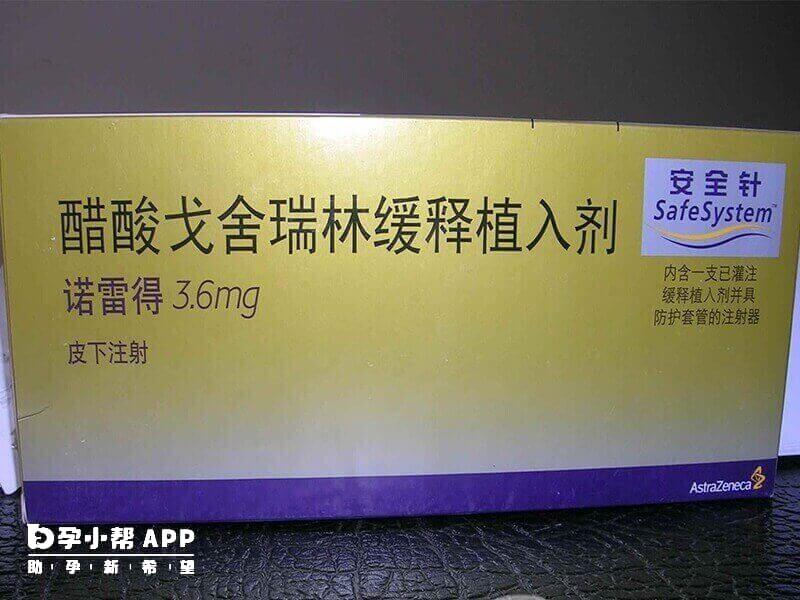 安全针
SafeSystem™
醋酸戈舍瑞林缓释植入剂
诺雷得 3.6mg
皮下注射
内含一支已灌注
缓释植入剂并具
防护套管的注射器
AstraZeneca
孕小帮 APP
助孕新希望